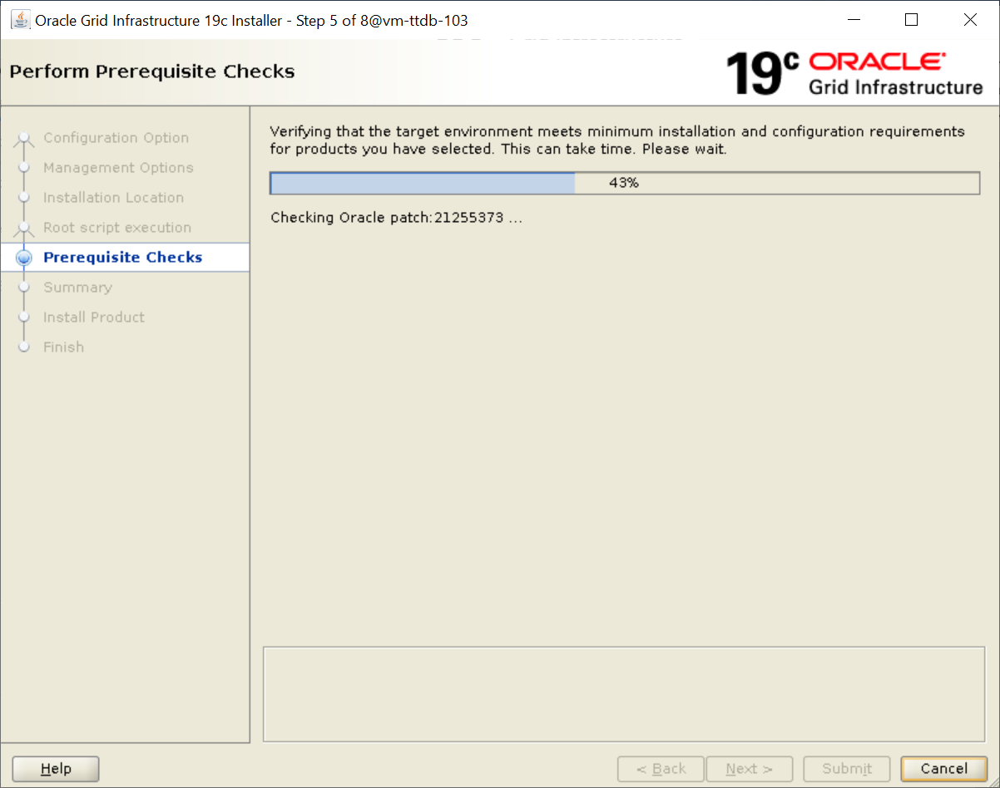 Oracle Grid Infrastructure 19c Installer - Step 5 of 8@vm-ttdb-103
Perform Prerequisite Checks
19c ORACLE
Grid Infrastructure
Configuration Option
Management Options
Installation Location
Root script execution
Prerequisite Checks
Summary
Install Product
Finish
Verifying that the target environment meets minimum installation and configuration requirements
for products you have selected. This can take time. Please wait.
43%
Checking Oracle patch:21255373 ...
Help
< Back
Next >
Submit
Cancel